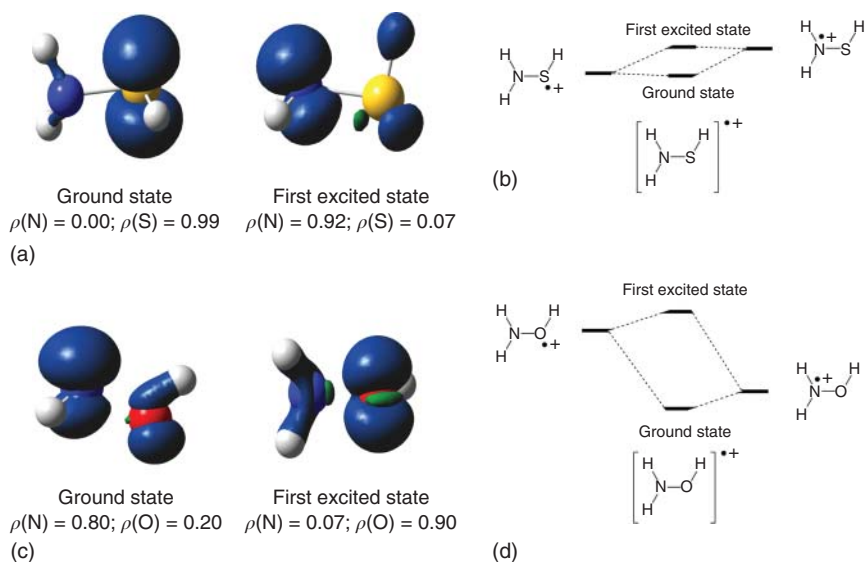 Ground state
ρ(N) = 0.00; ρ(S) = 0.99
First excited state
ρ(N) = 0.92; ρ(S) = 0.07
(a)
First excited state
H
N
S
H
H
•+
Ground state
H
•+
H
N
S
H
H
H
N
S
H
•+
(b)
Ground state
ρ(N) = 0.80; ρ(O) = 0.20
First excited state
ρ(N) = 0.07; ρ(O) = 0.90
(c)
First excited state
H
H
N
O
H
•+
Ground state
H
•+
H
N
O
H
H
H
N
O
H
•+
(d)